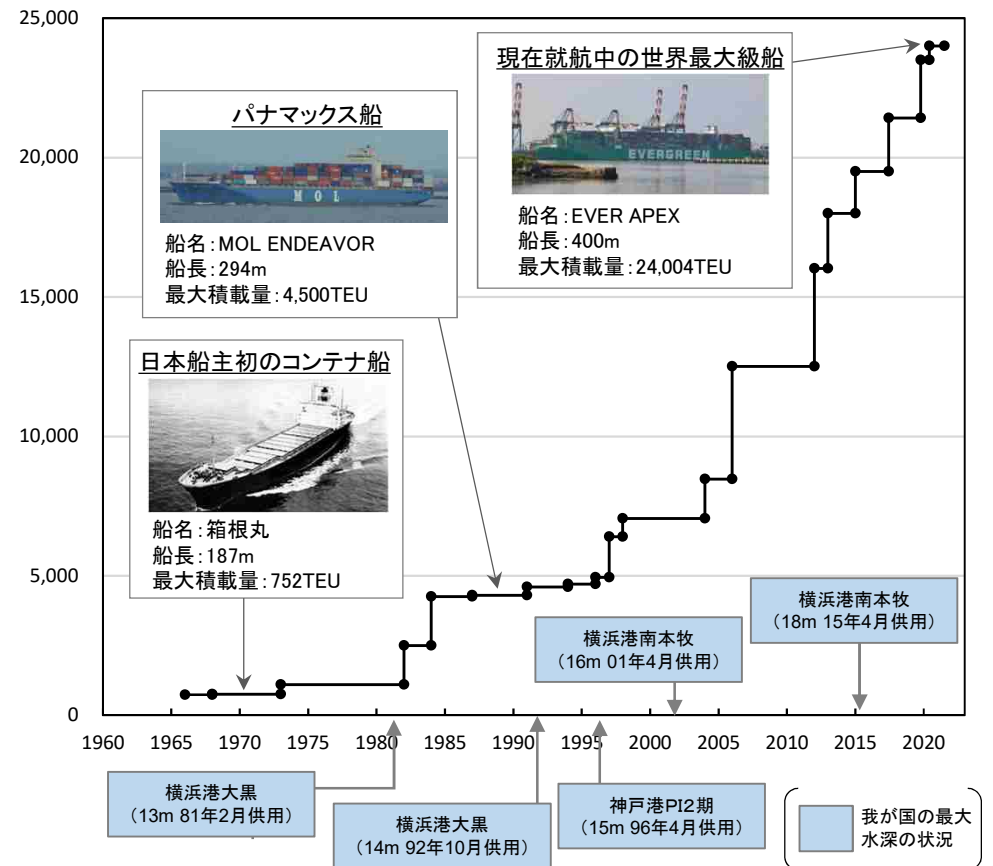 25,000
20,000
15,000
10,000
5,000
0
1960 1965 1970 1975 1980 1985 1990 1995 2000 2005 2010 2015 2020
現在就航中の世界最大級船
EVERGREEN
船名：EVER APEX
船長：400m
最大積載量：24,004TEU
パナマックス船
MOL
船名：MOL ENDEAVOR
船長：294m
最大積載量：4,500TEU
日本船主初のコンテナ船
船名：箱根丸
船長：187m
最大積載量：752TEU
横浜港南本牧
（18m 15年4月供用）
横浜港南本牧
（16m 01年4月供用）
横浜港大黒
（13m 81年2月供用）
横浜港大黒
（14m 92年10月供用）
神戸港PI2期
（15m 96年4月供用）
我が国の最大
水深の状況